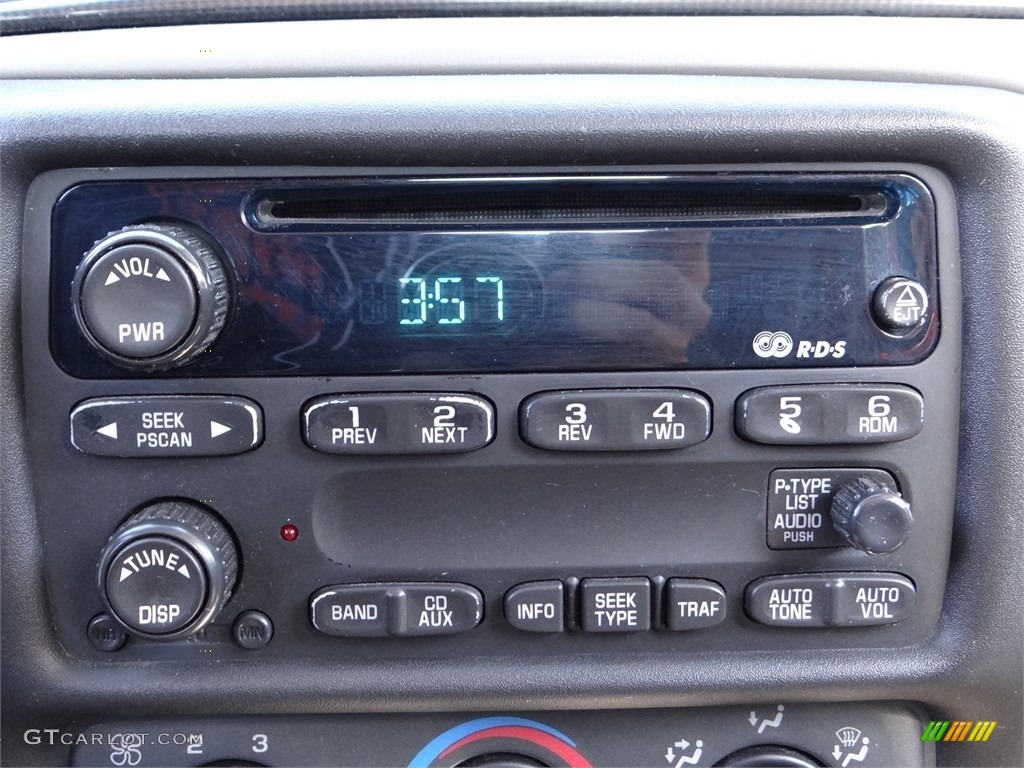 VOL
PWR
3:57
EJT
R·D·S
SEEK
PSCAN
1 2
PREV NEXT
3 4
REV FWD
5 6
RDM
P·TYPE
LIST
AUDIO
PUSH
TUNE
DISP
HR MN
BAND
CD
AUX
INFO
SEEK
TYPE
TRAF
AUTO
TONE
AUTO
VOL
2 3
GTCARLOT.COM